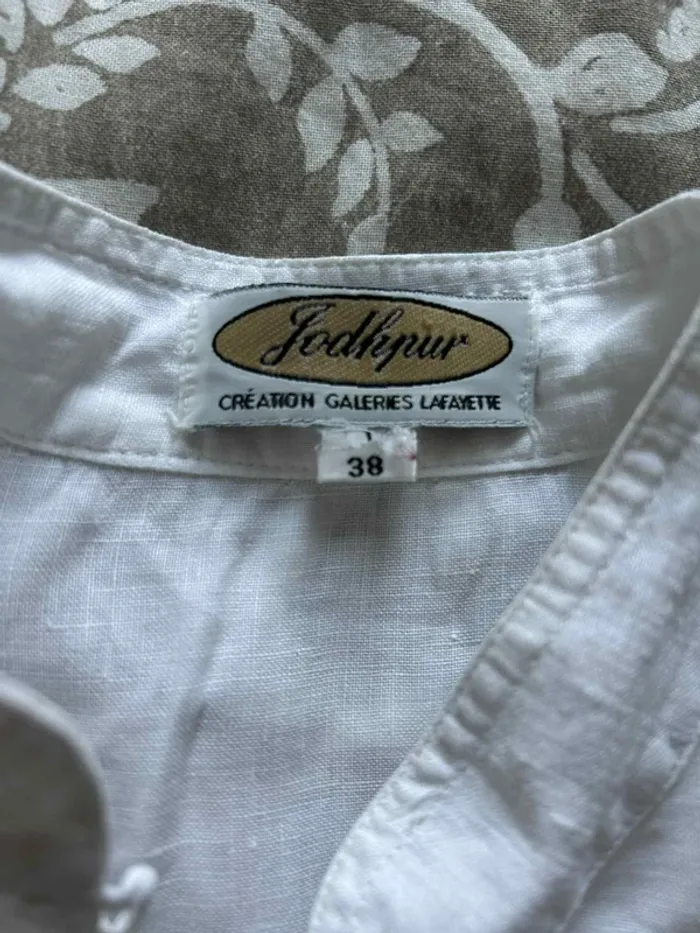 Jodhpur
CRÉATION GALERIES LAFAYETTE
38